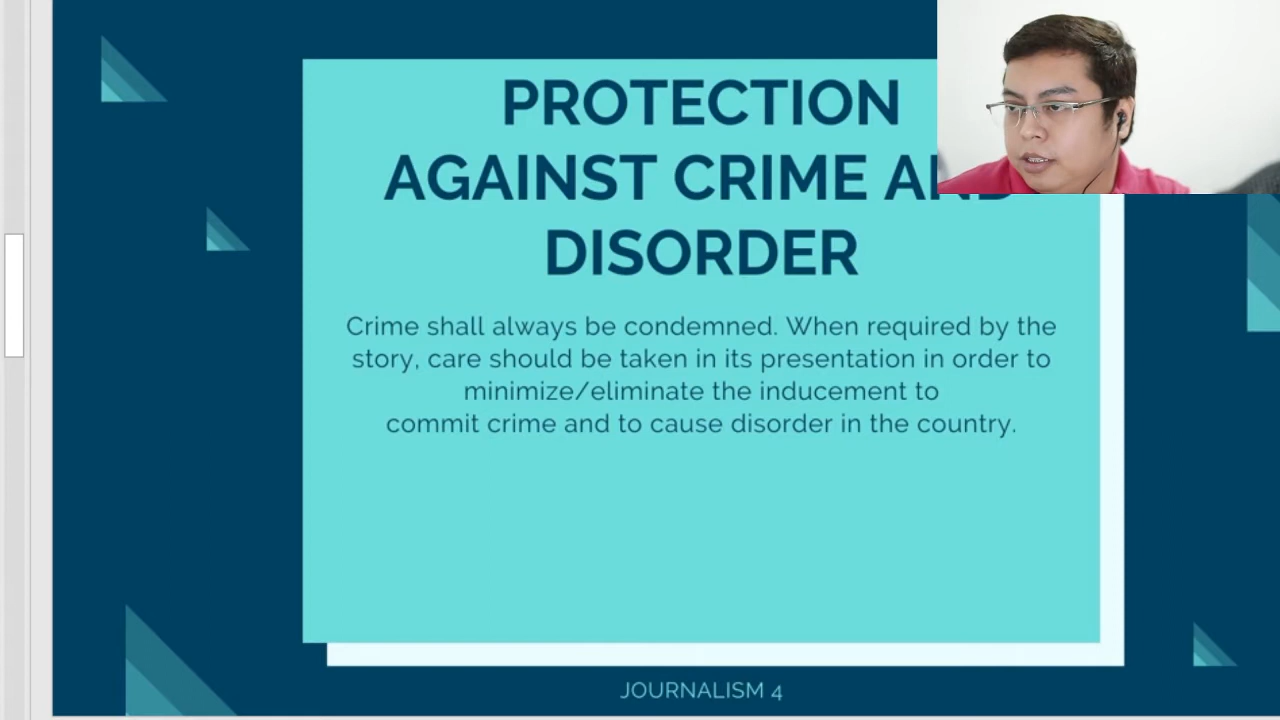 PROTECTION
AGAINST CRIME AND
DISORDER
Crime shall always be condemned. When required by the
story, care should be taken in its presentation in order to
minimize/eliminate the inducement to
commit crime and to cause disorder in the country.
JOURNALISM 4